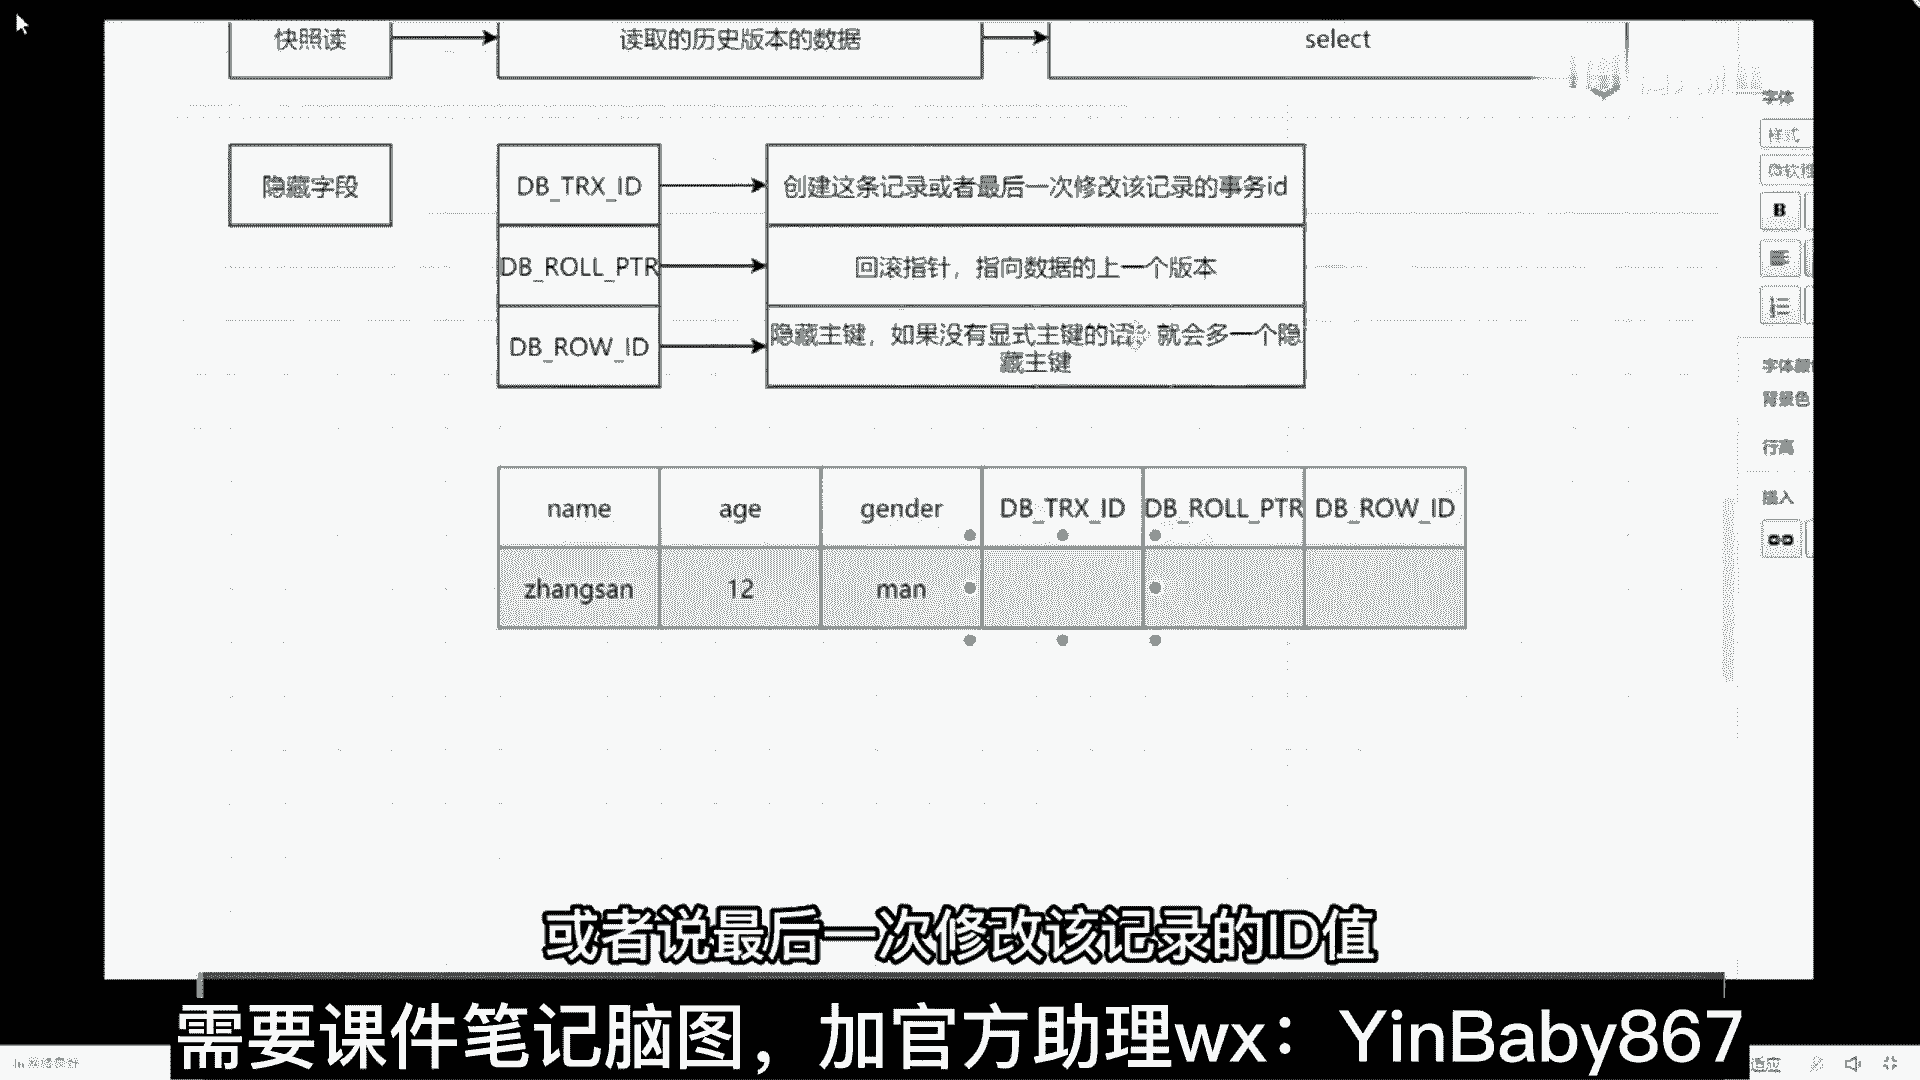 快照读
读取的历史版本的数据
select
字体
样式
隐藏字段
DB_TRX_ID
创建这条记录或者最后一次修改该记录的事务id
B
DB_ROLL_PTR
回滚指针，指向数据的上一个版本
DB_ROW_ID
隐藏主键，如果没有显式主键的话，就会多一个隐
藏主键
字体颜
背景色
行高
插入
name age gender DB_TRX_ID DB_ROLL_PTR DB_ROW_ID
zhangsan 12 man
或者说最后一次修改该记录的ID值
需要课件笔记脑图，加官方助理wx：YinBaby867
适应